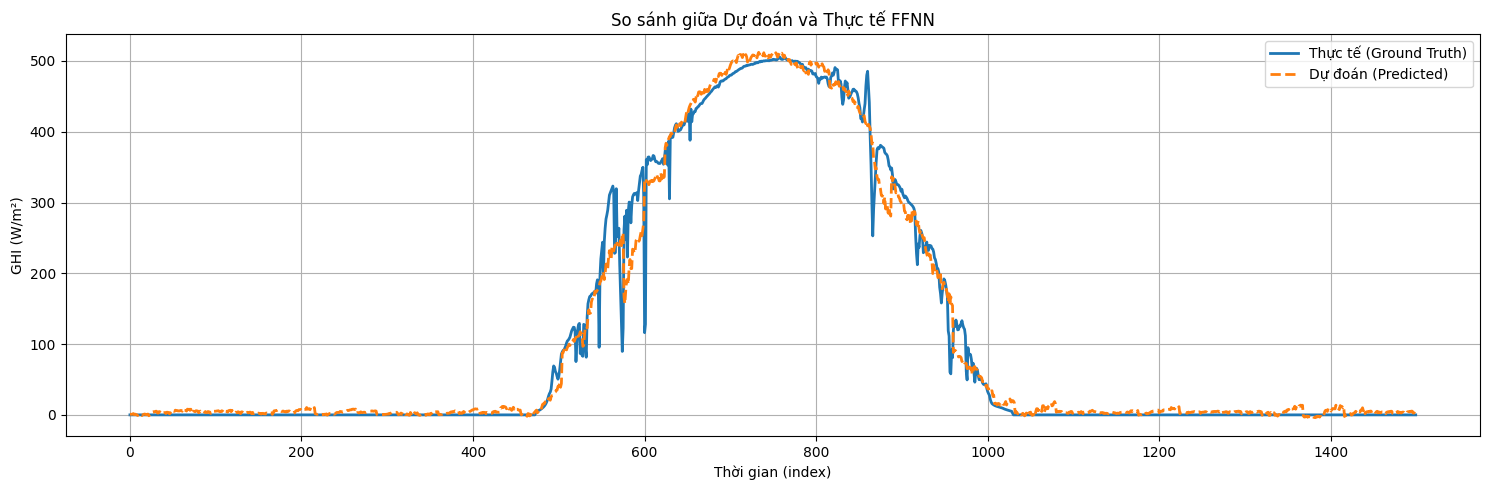 So sánh giữa Dự đoán và Thực tế FFNN
Thực tế (Ground Truth)
Dự đoán (Predicted)
GHI (W/m²)
500
400
300
200
100
0
0 200 400 600 800 1000 1200 1400
Thời gian (index)